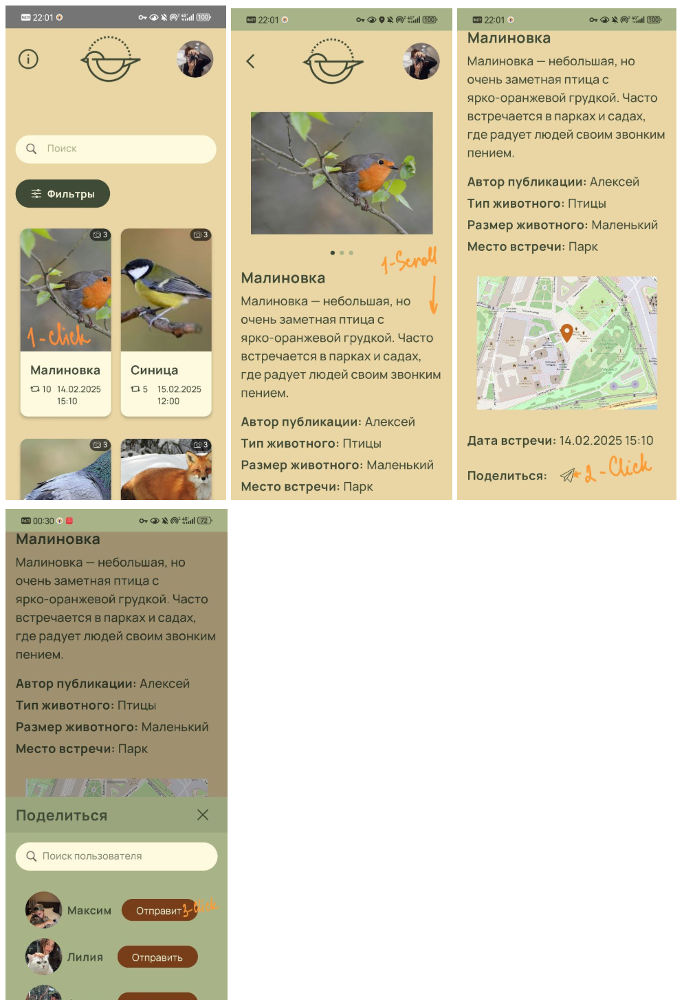 22:01
100
Поиск
Фильтры
3
3
1-Click
Малиновка
10 14.02.2025
15:10
Синица
5 15.02.2025
12:00
3
3
22:01
100
1-Scroll
Малиновка
Малиновка — небольшая, но
очень заметная птица с
ярко-оранжевой грудкой. Часто
встречается в парках и садах,
где радует людей своим звонким
пением.
Автор публикации: Алексей
Тип животного: Птицы
Размер животного: Маленький
Место встречи: Парк
22:01
100
Малиновка
Малиновка — небольшая, но
очень заметная птица с
ярко-оранжевой грудкой. Часто
встречается в парках и садах,
где радует людей своим звонким
пением.
Автор публикации: Алексей
Тип животного: Птицы
Размер животного: Маленький
Место встречи: Парк
Дата встречи: 14.02.2025 15:10
Поделиться: 2-Click
00:30
72
Малиновка
Малиновка — небольшая, но
очень заметная птица с
ярко-оранжевой грудкой. Часто
встречается в парках и садах,
где радует людей своим звонким
пением.
Автор публикации: Алексей
Тип животного: Птицы
Размер животного: Маленький
Место встречи: Парк
Поделиться
Поиск пользователя
Максим Отправит 3-Click
Лилия Отправить